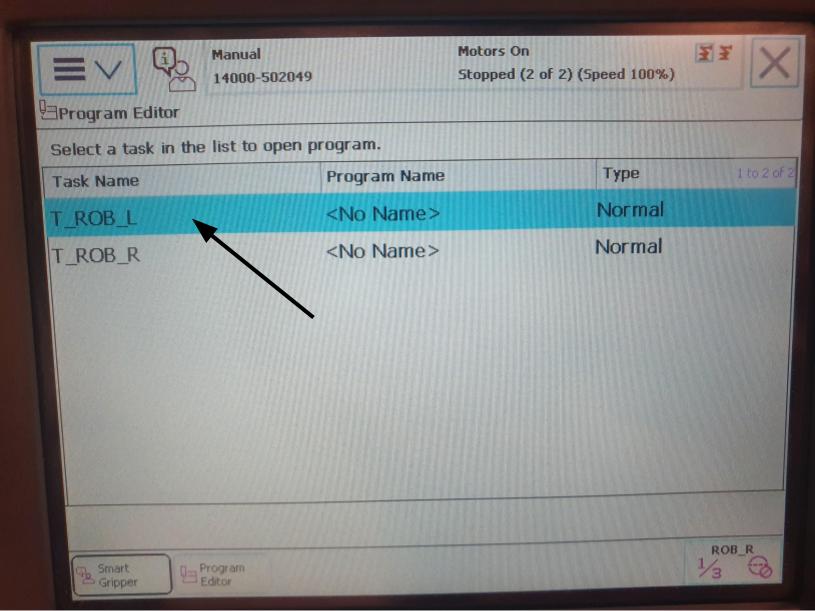 Manual
14000-502049
Motors On
Stopped (2 of 2) (Speed 100%)
Program Editor
Select a task in the list to open program.
Task Name Program Name Type 1 to 2 of 2
T_ROB_L <No Name> Normal
T_ROB_R <No Name> Normal
Smart
Gripper
Program
Editor
ROB_R
1/3